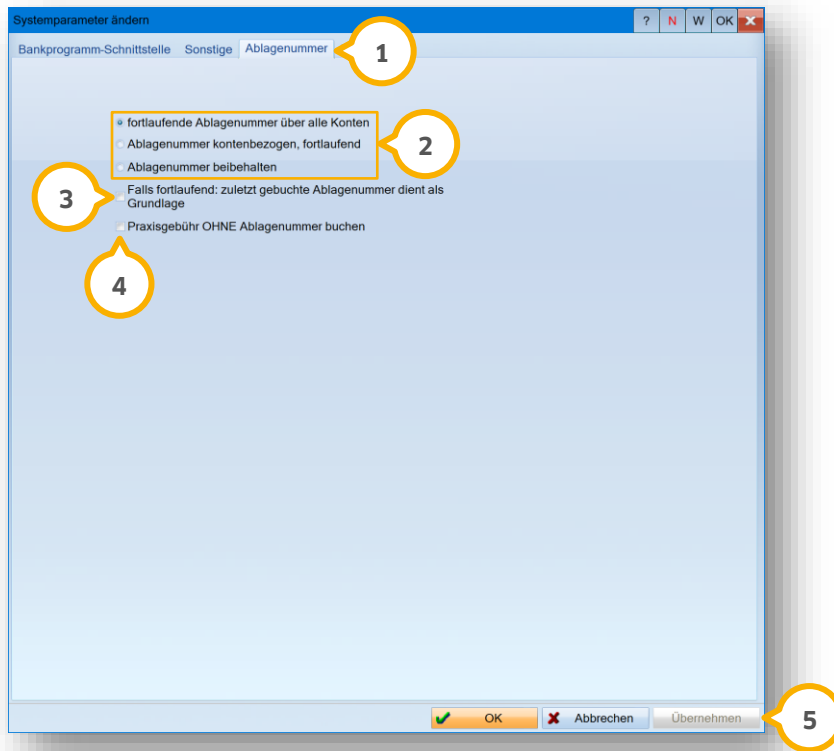 Systemparameter ändern
? N W OK X
Bankprogramm-Schnittstelle Sonstige Ablagenummer
1
fortlaufende Ablagenummer über alle Konten
Ablagenummer kontenbezogen, fortlaufend
2
Ablagenummer beibehalten
3
Falls fortlaufend: zuletzt gebuchte Ablagenummer dient als
Grundlage
Praxisgebühr OHNE Ablagenummer buchen
4
OK Abbrechen Übernehmen
5